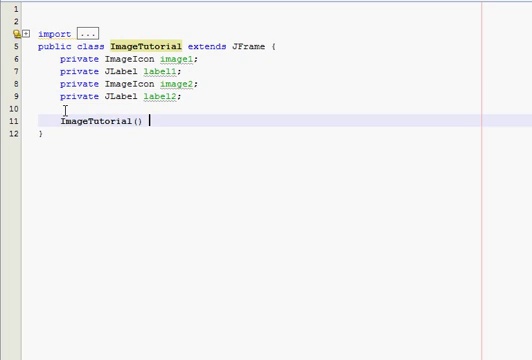 1
2
import ...
5 public class ImageTutorial extends JFrame {
6 private ImageIcon image1;
7 private JLabel label1;
8 private ImageIcon image2;
9 private JLabel label2;
10
11 ImageTutorial()
12 }